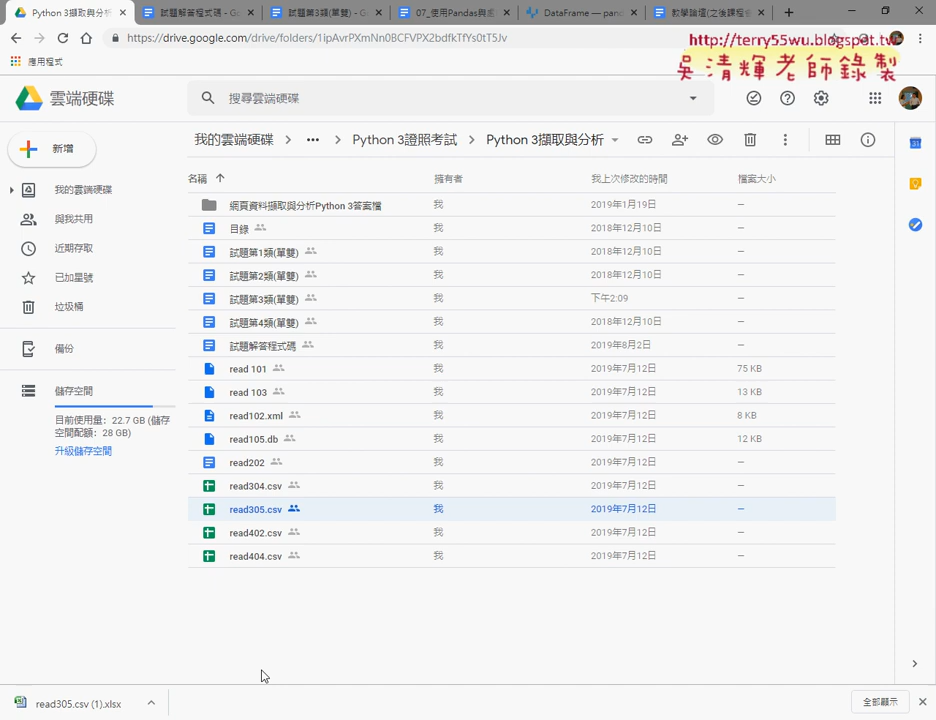 Python 3擷取與分析
試題解答程式碼 - Go
試題第3類(單雙) - G
07_使用Pandas與處
DataFrame — pand
教學論壇(之後課程
https://drive.google.com/drive/folders/1ipAvrPXmNn0BCFVPX2bdfkTfYs0tT5Jv
http://terry55wu.blogspot.tw
吳清輝老師錄製
應用程式
雲端硬碟
搜尋雲端硬碟
新增
我的雲端硬碟
與我共用
近期存取
已加星號
垃圾桶
備份
儲存空間
目前使用量: 22.7 GB (儲存
空間配額: 28 GB)
升級儲存空間
我的雲端硬碟 > ••• > Python 3證照考試 > Python 3擷取與分析
名稱 擁有者 我上次修改的時間 檔案大小
網頁資料擷取與分析Python 3答案檔 我 2019年1月19日 –
目錄 我 2018年12月10日 –
試題第1類(單雙) 我 2018年12月10日 –
試題第2類(單雙) 我 2018年12月10日 –
試題第3類(單雙) 我 下午2:09 –
試題第4類(單雙) 我 2018年12月10日 –
試題解答程式碼 我 2019年8月2日 –
read 101 我 2019年7月12日 75 KB
read 103 我 2019年7月12日 13 KB
read102.xml 我 2019年7月12日 8 KB
read105.db 我 2019年7月12日 12 KB
read202 我 2019年7月12日 –
read304.csv 我 2019年7月12日 –
read305.csv 我 2019年7月12日 –
read402.csv 我 2019年7月12日 –
read404.csv 我 2019年7月12日 –
read305.csv (1).xlsx
全部顯示